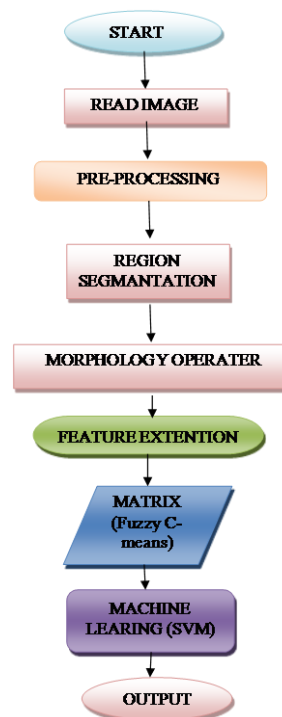 START
READ IMAGE
PRE-PROCESSING
REGION
SEGMANTATION
MORPHOLOGY OPERATER
FEATURE EXTENTION
MATRIX
(Fuzzy C-
means)
MACHINE
LEARING (SVM)
OUTPUT